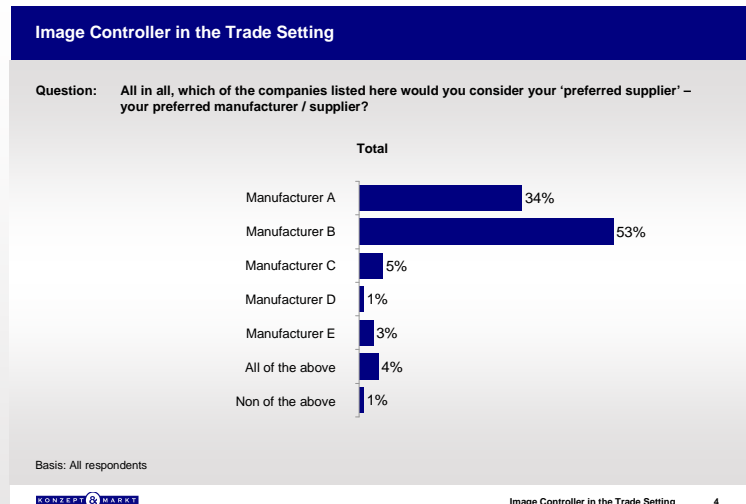 Image Controller in the Trade Setting
Question: All in all, which of the companies listed here would you consider your ‘preferred supplier’ –
your preferred manufacturer / supplier?
Total
Manufacturer A 34%
Manufacturer B 53%
Manufacturer C 5%
Manufacturer D 1%
Manufacturer E 3%
All of the above 4%
Non of the above 1%
Basis: All respondents
KONZEPT & MARKT
Image Controller in the Trade Setting 4